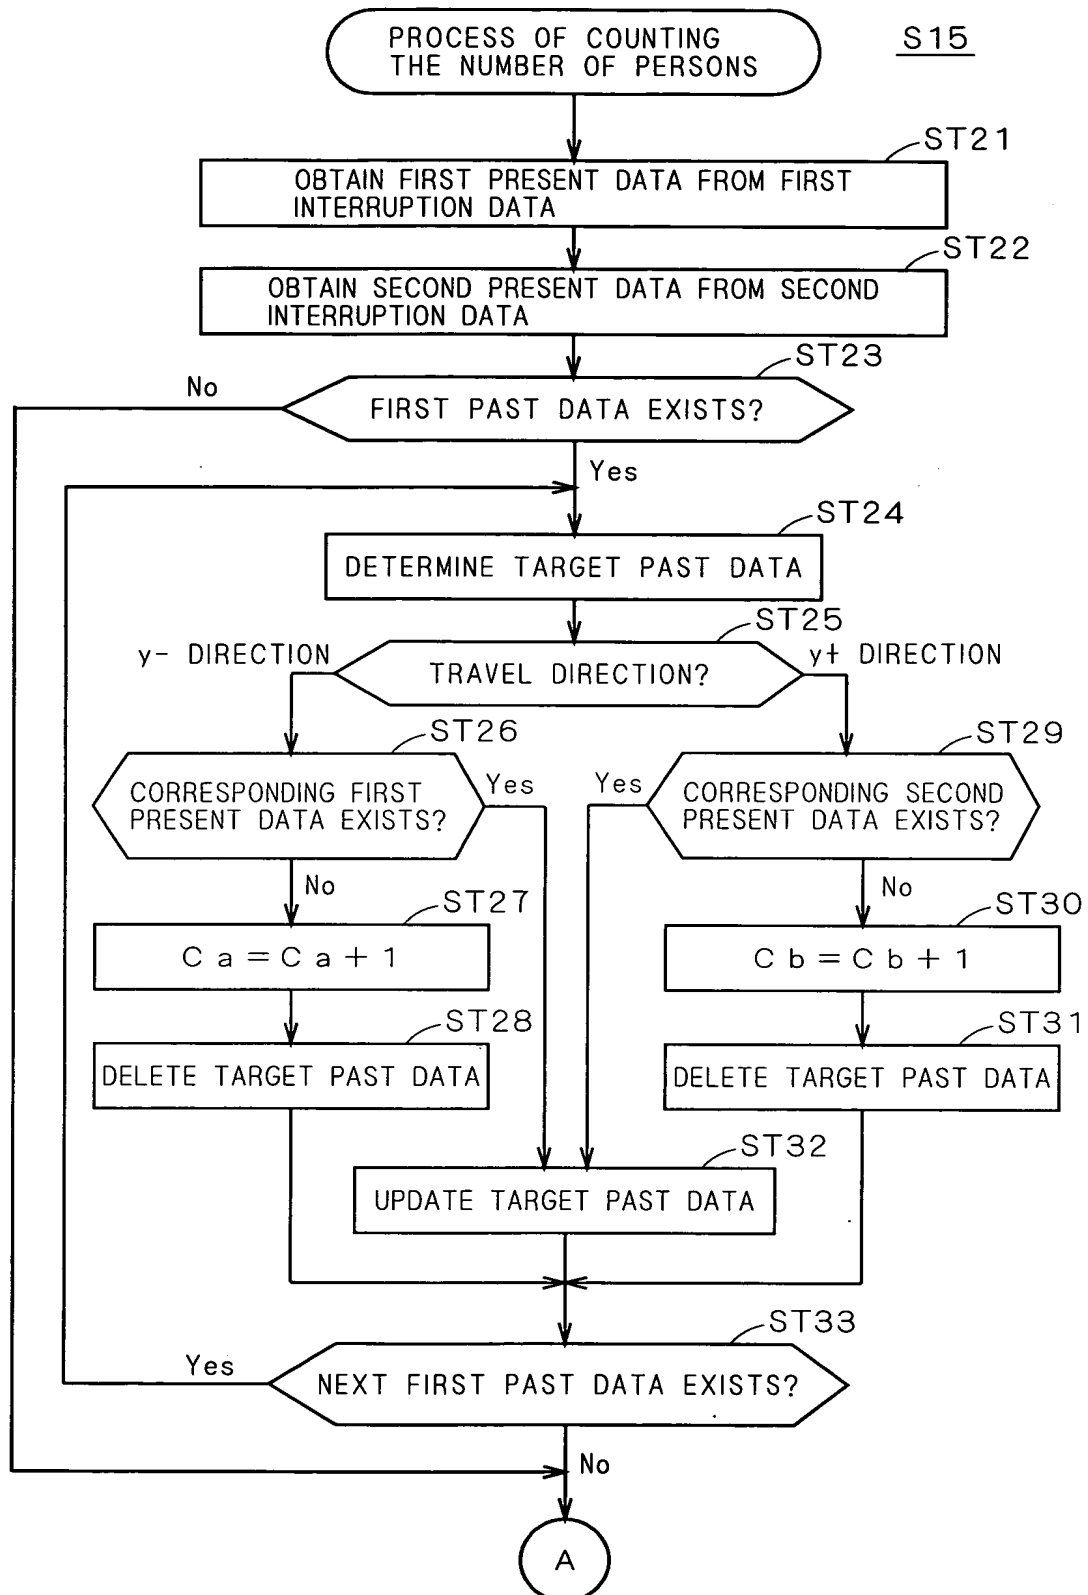 PROCESS OF COUNTING
THE NUMBER OF PERSONS
S15
ST21
OBTAIN FIRST PRESENT DATA FROM FIRST
INTERRUPTION DATA
ST22
OBTAIN SECOND PRESENT DATA FROM SECOND
INTERRUPTION DATA
ST23
No
FIRST PAST DATA EXISTS?
Yes
ST24
DETERMINE TARGET PAST DATA
ST25
y- DIRECTION
TRAVEL DIRECTION?
y+ DIRECTION
ST26
CORRESPONDING FIRST
PRESENT DATA EXISTS?
Yes
ST29
Yes
CORRESPONDING SECOND
PRESENT DATA EXISTS?
No
ST27
Ca=Ca+1
No
ST30
Cb=Cb+1
ST28
DELETE TARGET PAST DATA
ST31
DELETE TARGET PAST DATA
ST32
UPDATE TARGET PAST DATA
ST33
Yes
NEXT FIRST PAST DATA EXISTS?
No
A